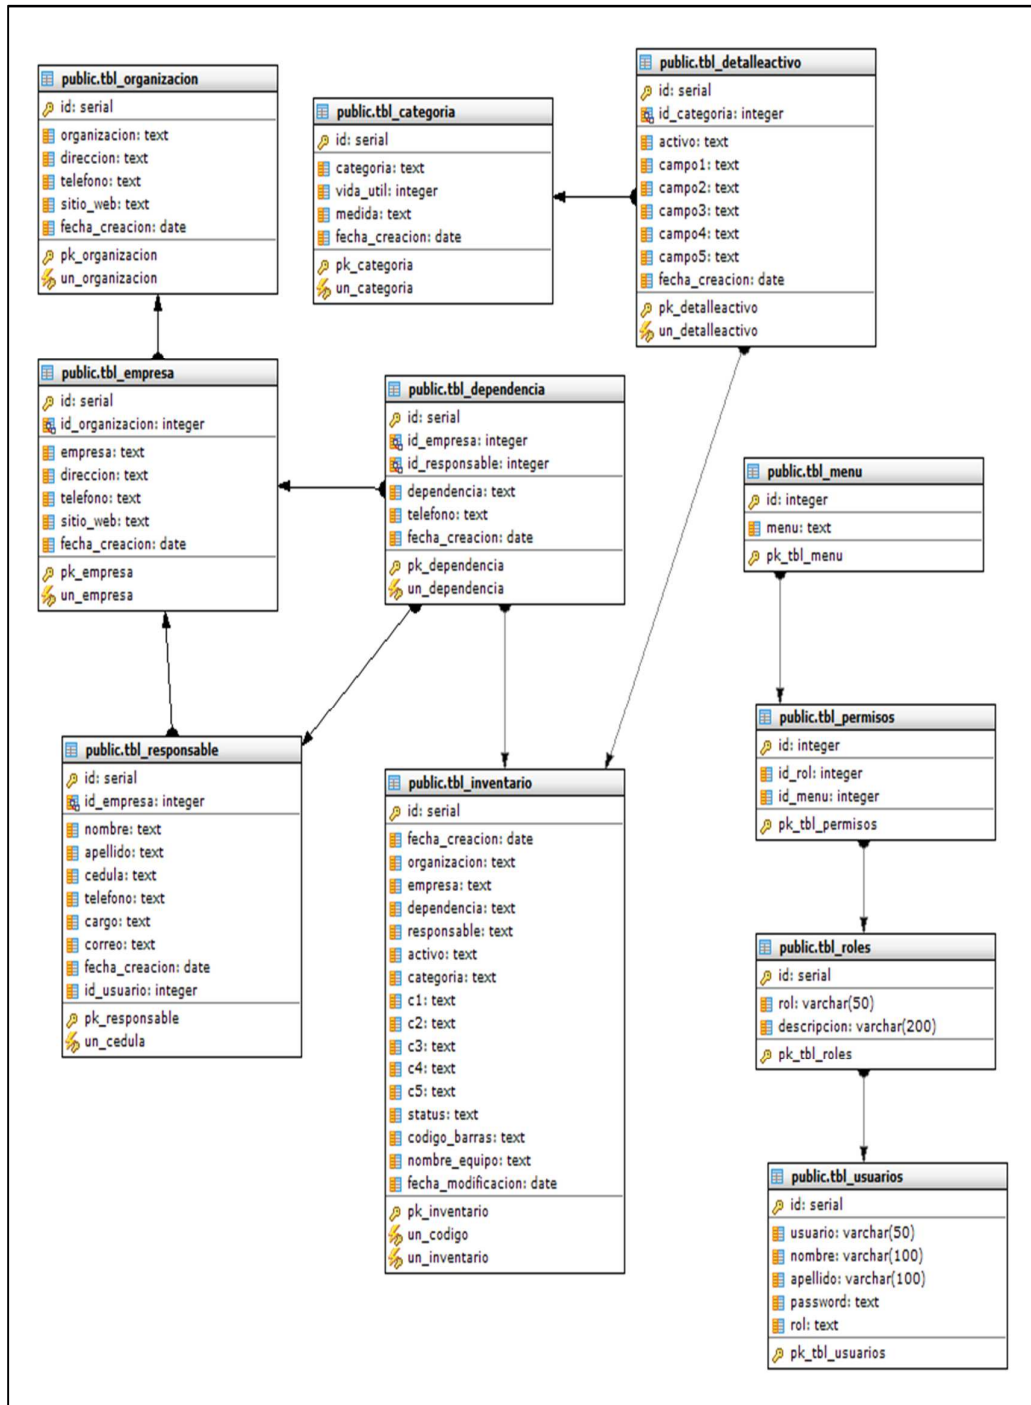 public.tbl_organizacion
id: serial
organizacion: text
direccion: text
telefono: text
sitio_web: text
fecha_creacion: date
pk_organizacion
un_organizacion
public.tbl_categoria
id: serial
categoria: text
vida_util: integer
medida: text
fecha_creacion: date
pk_categoria
un_categoria
public.tbl_detalleactivo
id: serial
id_categoria: integer
activo: text
campo1: text
campo2: text
campo3: text
campo4: text
campo5: text
fecha_creacion: date
pk_detalleactivo
un_detalleactivo
public.tbl_empresa
id: serial
id_organizacion: integer
empresa: text
direccion: text
telefono: text
sitio_web: text
fecha_creacion: date
pk_empresa
un_empresa
public.tbl_dependencia
id: serial
id_empresa: integer
id_responsable: integer
dependencia: text
telefono: text
fecha_creacion: date
pk_dependencia
un_dependencia
public.tbl_menu
id: integer
menu: text
pk_tbl_menu
public.tbl_responsable
id: serial
id_empresa: integer
nombre: text
apellido: text
cedula: text
telefono: text
cargo: text
correo: text
fecha_creacion: date
id_usuario: integer
pk_responsable
un_cedula
public.tbl_inventario
id: serial
fecha_creacion: date
organizacion: text
empresa: text
dependencia: text
responsable: text
activo: text
categoria: text
c1: text
c2: text
c3: text
c4: text
c5: text
status: text
codigo_barras: text
nombre_equipo: text
fecha_modificacion: date
pk_inventario
un_codigo
un_inventario
public.tbl_permisos
id: integer
id_rol: integer
id_menu: integer
pk_tbl_permisos
public.tbl_roles
id: serial
rol: varchar(50)
descripcion: varchar(200)
pk_tbl_roles
public.tbl_usuarios
id: serial
usuario: varchar(50)
nombre: varchar(100)
apellido: varchar(100)
password: text
rol: text
pk_tbl_usuarios